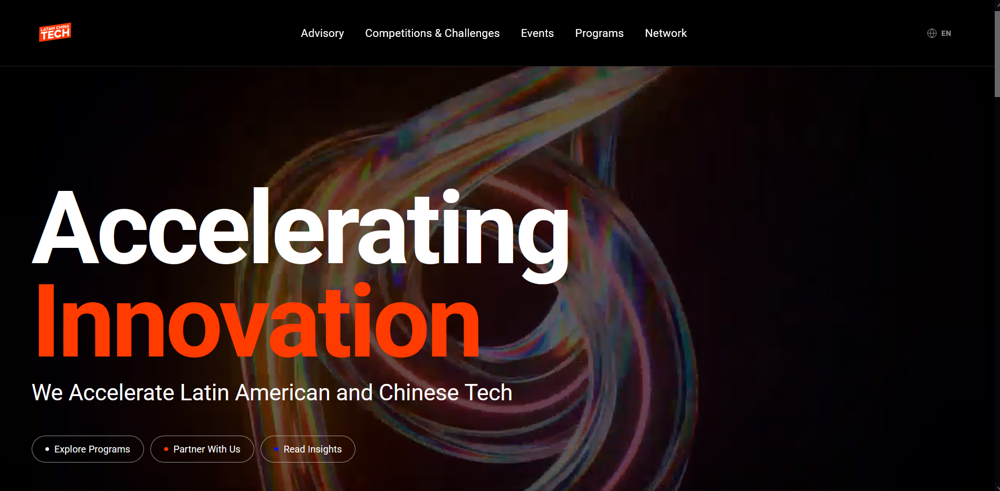 LATAM CHINA
TECH
Advisory
Competitions & Challenges
Events
Programs
Network
EN
Accelerating
Innovation
We Accelerate Latin American and Chinese Tech
Explore Programs
Partner With Us
Read Insights